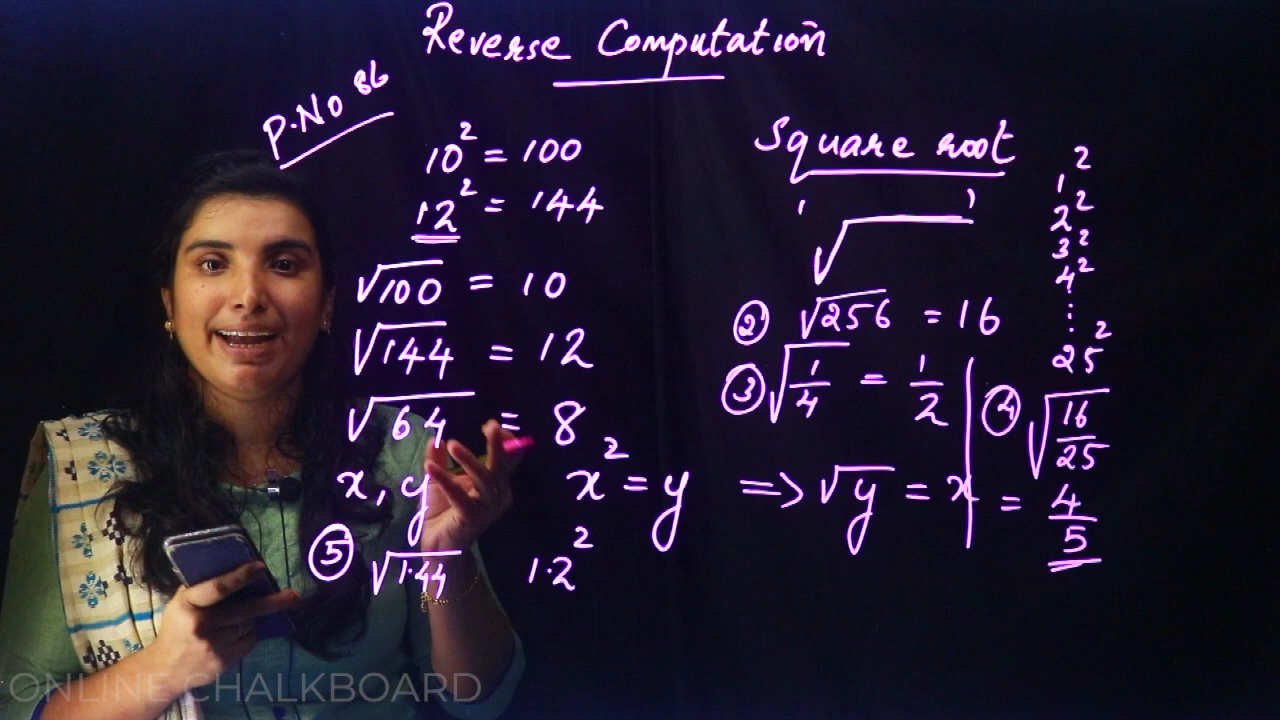 Reverse Computation
P.No 86
10² = 100
12² = 144
√100 = 10
√144 = 12
√64 = 8
x, y x² = y ⇒ √y = x
⑤ √1.44 1.2²
Square root
√
② √256 = 16
③ √1/4 = 1/2
④ √16/25
= 4/5
1²
2²
3²
4²
⋮
25²
ONLINE CHALKBOARD